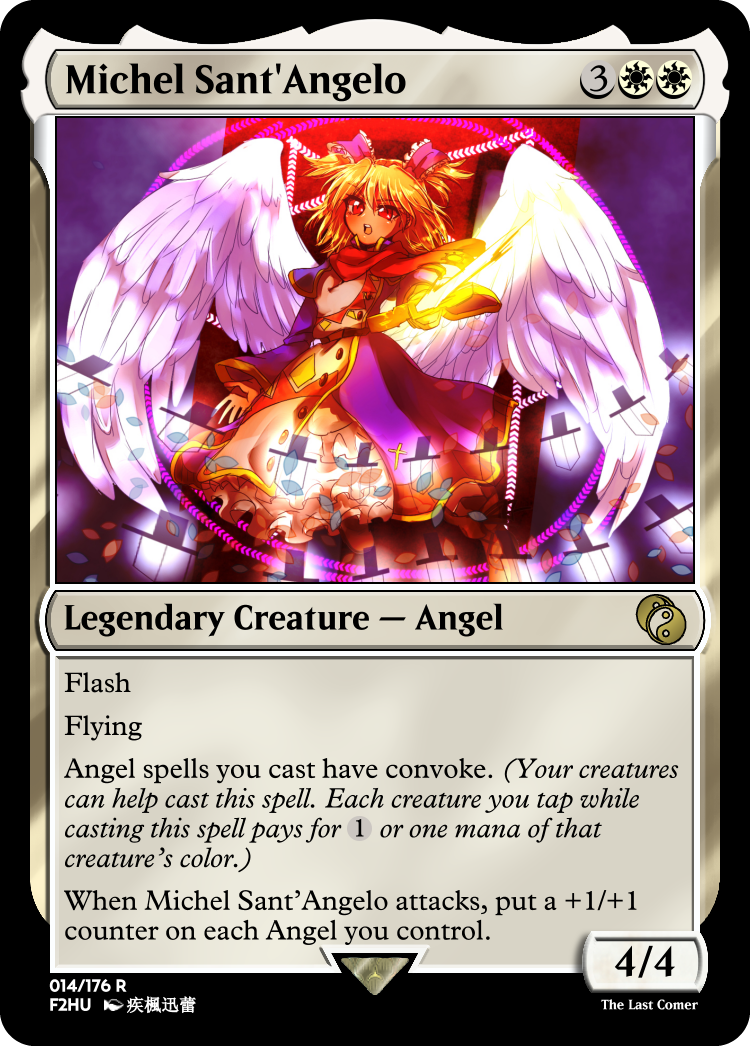 Michel Sant'Angelo 3
Legendary Creature — Angel
Flash
Flying
Angel spells you cast have convoke. (Your creatures
can help cast this spell. Each creature you tap while
casting this spell pays for 1 or one mana of that
creature's color.)
When Michel Sant'Angelo attacks, put a +1/+1
counter on each Angel you control.
4/4
014/176 R
F2HU 疾楓迅蕾
The Last Comer